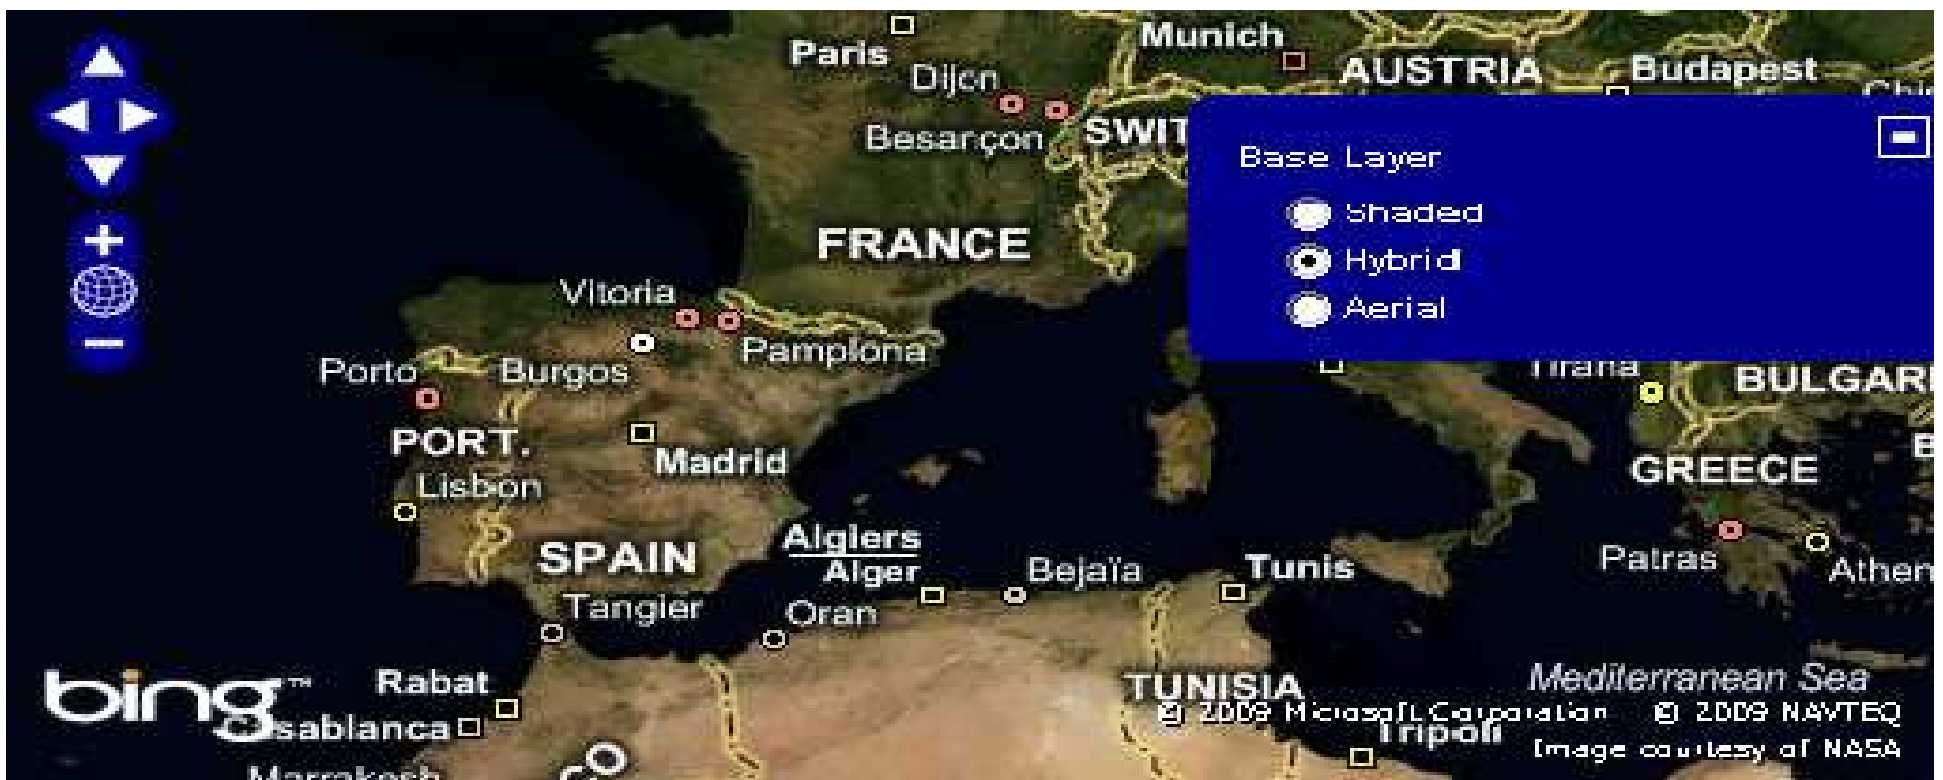 Munich
Paris
AUSTRIA
Budapest
Dijon
Besançon
SWIT
Base Layer
Shaded
Hybrid
Aerial
FRANCE
Vitoria
Pamplona
Porto
Burgos
Tirana
BULGAR
PORT.
Madrid
GREECE
Lisbon
SPAIN
Algiers
Alger
Bejaïa
Tunis
Patras
Athen
Tangier
Oran
Rabat
bing™
sablanca
TUNISIA
Mediterranean Sea
© 2009 Microsoft Corporation © 2009 NAVTEQ
Tripoli
Image courtesy of NASA
Marrakesh